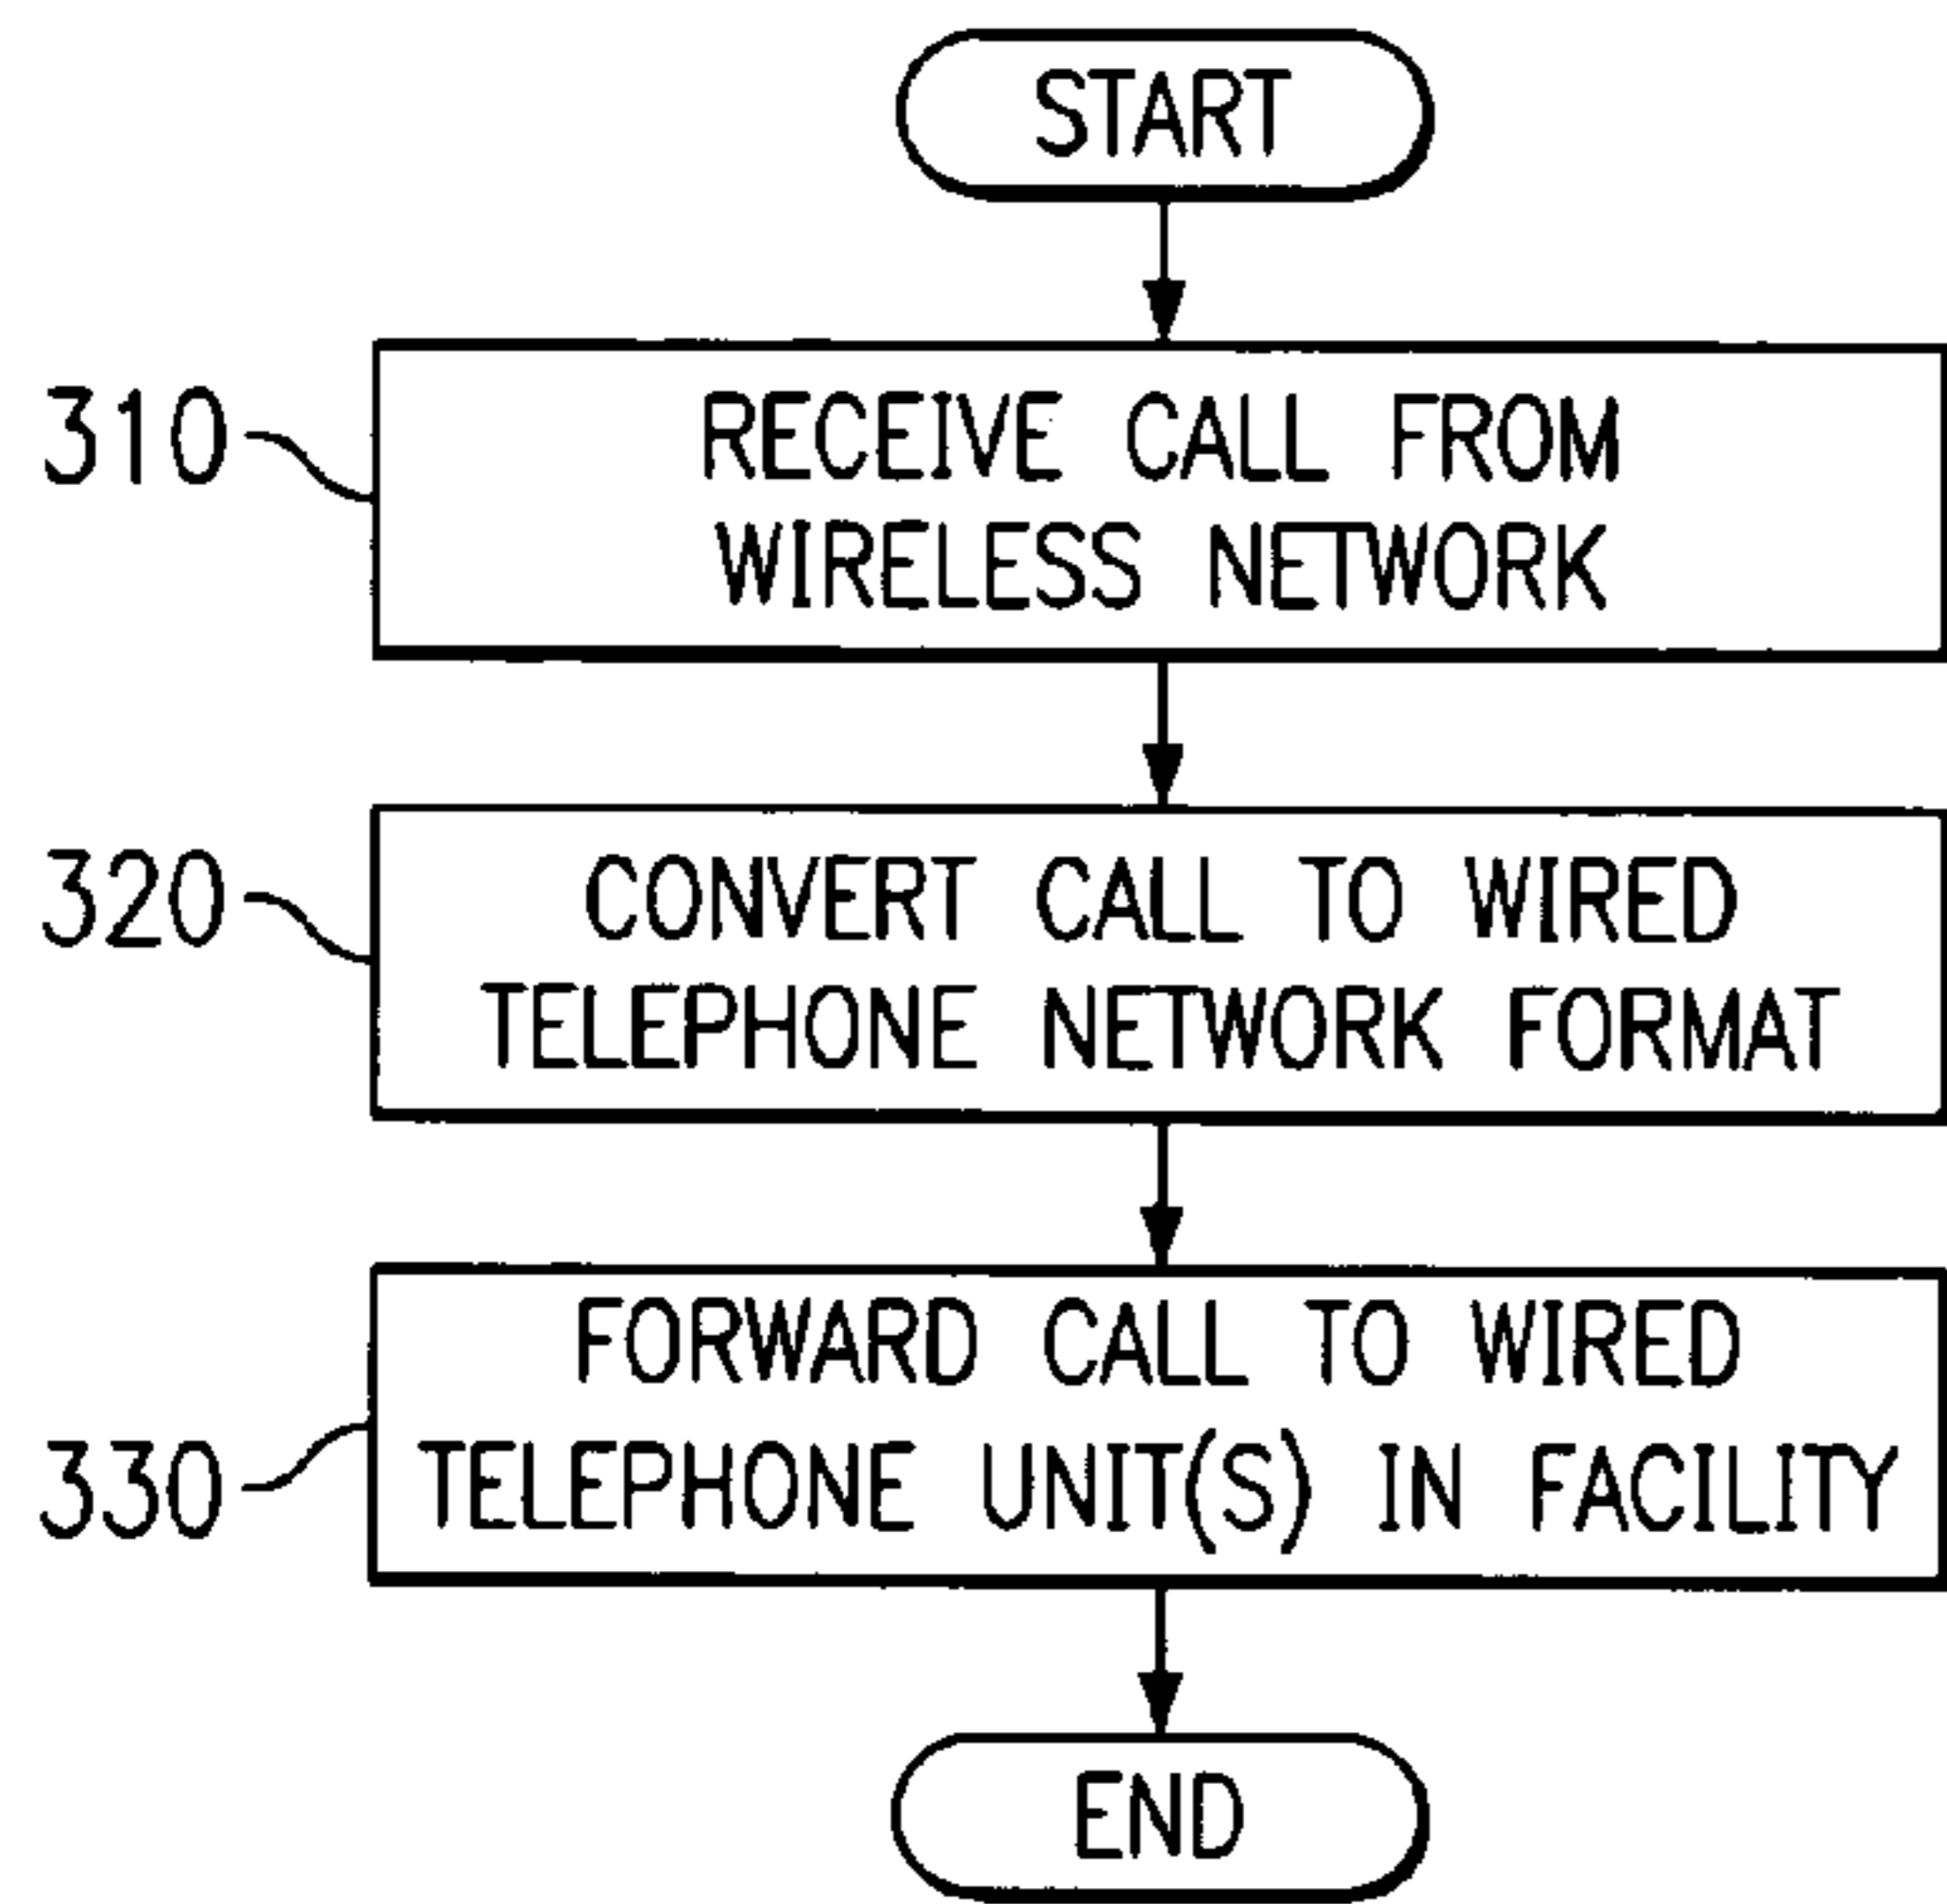 START
310
RECEIVE CALL FROM
WIRELESS NETWORK
320
CONVERT CALL TO WIRED
TELEPHONE NETWORK FORMAT
330
FORWARD CALL TO WIRED
TELEPHONE UNIT(S) IN FACILITY
END